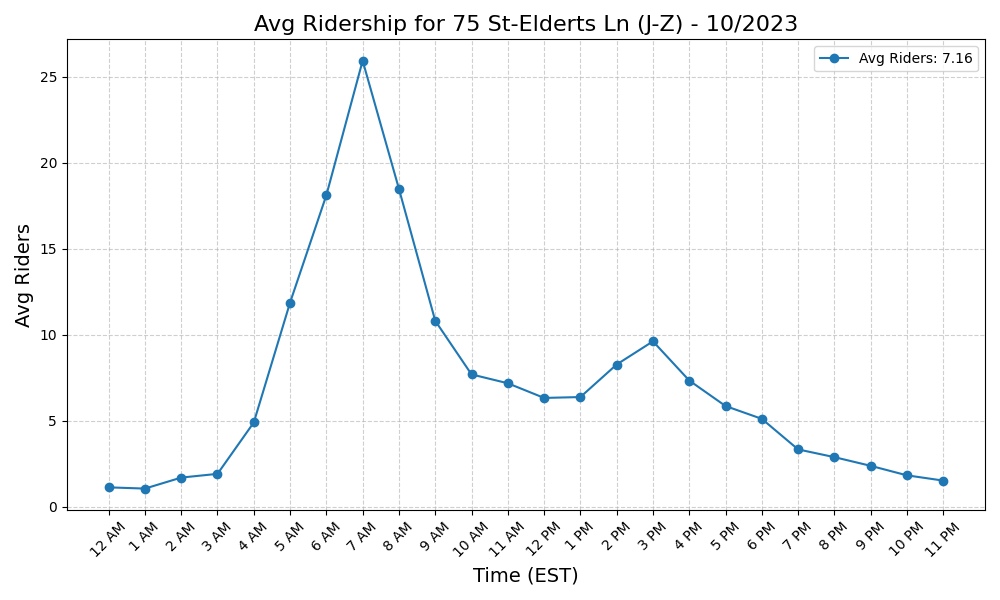 Avg Ridership for 75 St-Elderts Ln (J-Z) - 10/2023
Avg Riders: 7.16
Avg Riders
25
20
15
10
5
0
12 AM
1 AM
2 AM
3 AM
4 AM
5 AM
6 AM
7 AM
8 AM
9 AM
10 AM
11 AM
12 PM
1 PM
2 PM
3 PM
4 PM
5 PM
6 PM
7 PM
8 PM
9 PM
10 PM
11 PM
Time (EST)